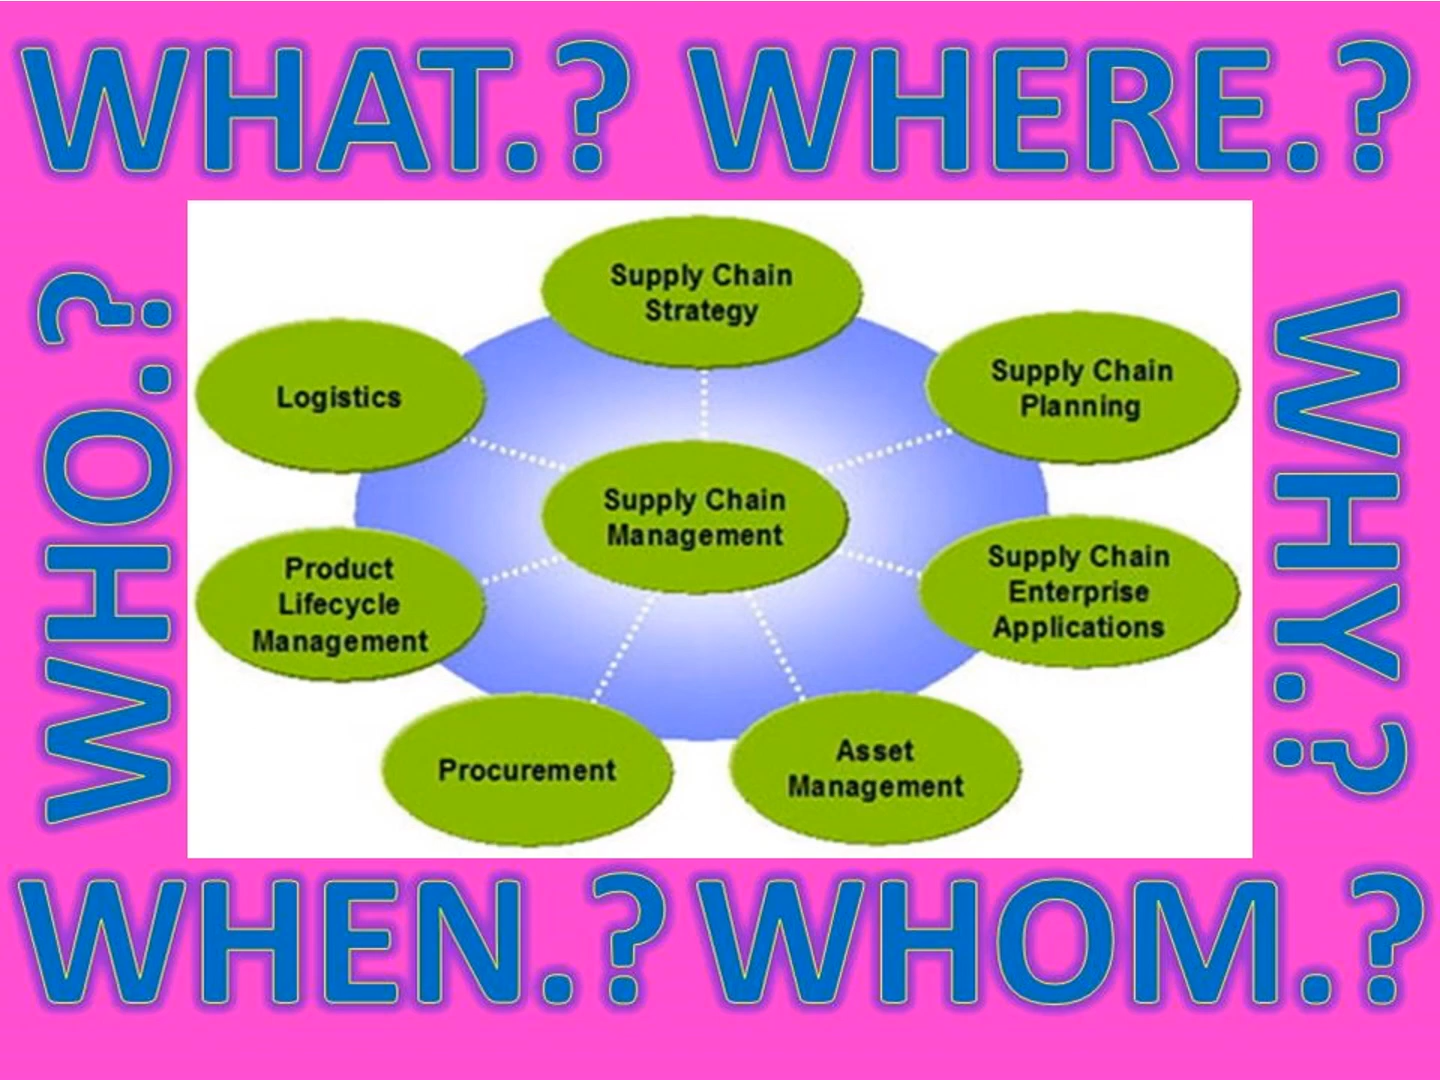 WHAT.? WHERE.?
WHO.?
WHY.?
Supply Chain
Strategy
Logistics
Supply Chain
Planning
Supply Chain
Management
Product
Lifecycle
Management
Supply Chain
Enterprise
Applications
Procurement
Asset
Management
WHEN.? WHOM.?